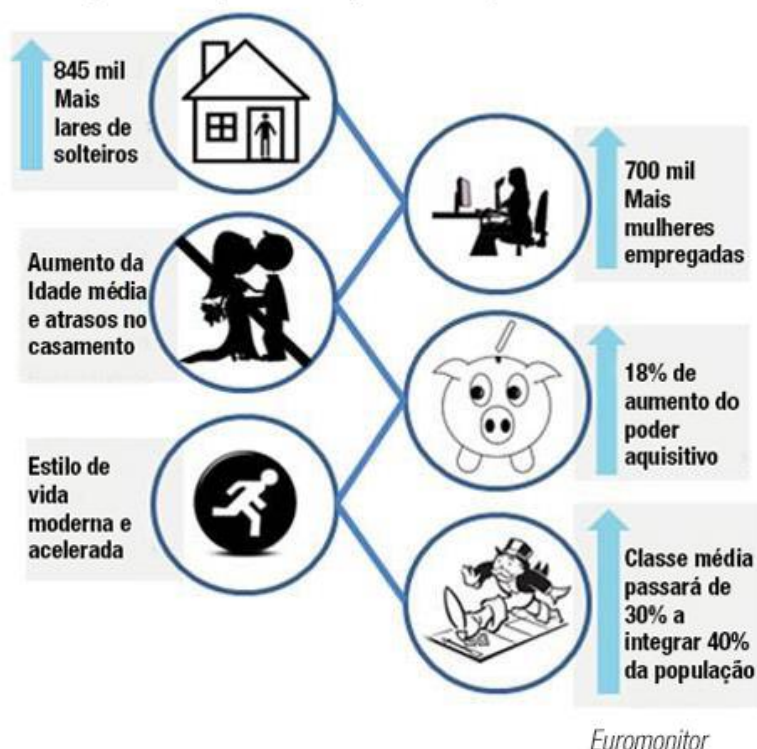 845 mil
Mais
lares de
solteiros
700 mil
Mais
mulheres
empregadas
Aumento da
Idade média
e atrasos no
casamento
18% de
aumento do
poder
aquisitivo
Estilo de
vida
moderna e
acelerada
Classe média
passará de
30% a
integrar 40%
da população
Euromonitor